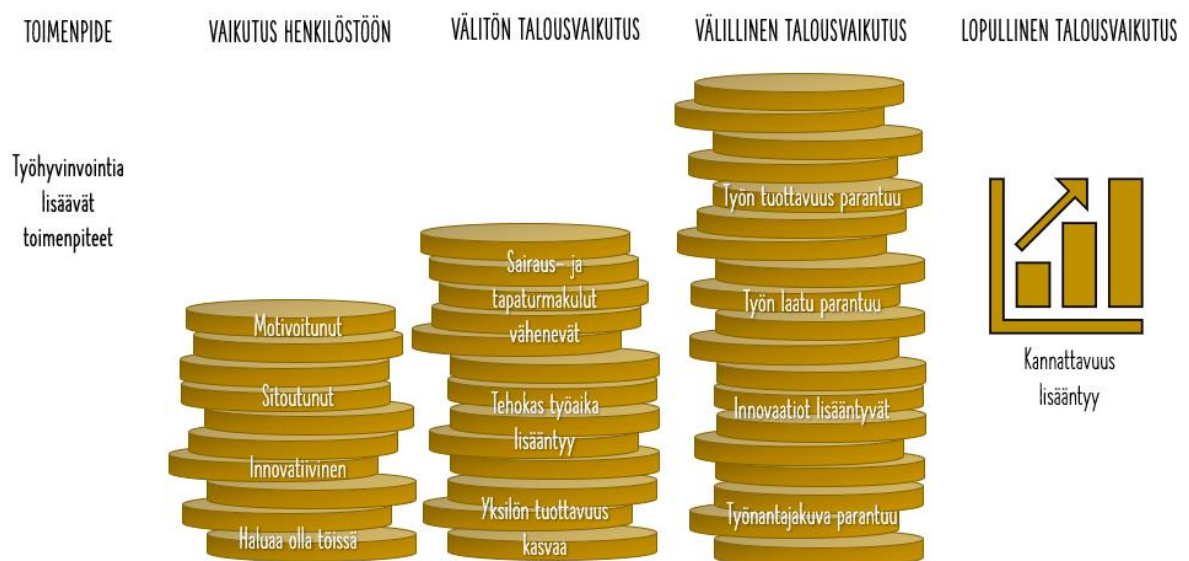 TOIMENPIDE
VAIKUTUS HENKILÖSTÖÖN
VÄLITÖN TALOUSVAIKUTUS
VÄLILLINEN TALOUSVAIKUTUS
LOPULLINEN TALOUSVAIKUTUS
Työhyvinvointia
lisäävät
toimenpiteet
Motivoitunut
Sitoutunut
Innovatiivinen
Haluaa olla töissä
Sairaus- ja
tapaturmakulut
vähenevät
Tehokas työaika
lisääntyy
Yksilön tuottavuus
kasvaa
Työn tuottavuus parantuu
Työn laatu parantuu
Innovaatiot lisääntyvät
Työnantajakuva parantuu
Kannattavuus
lisääntyy